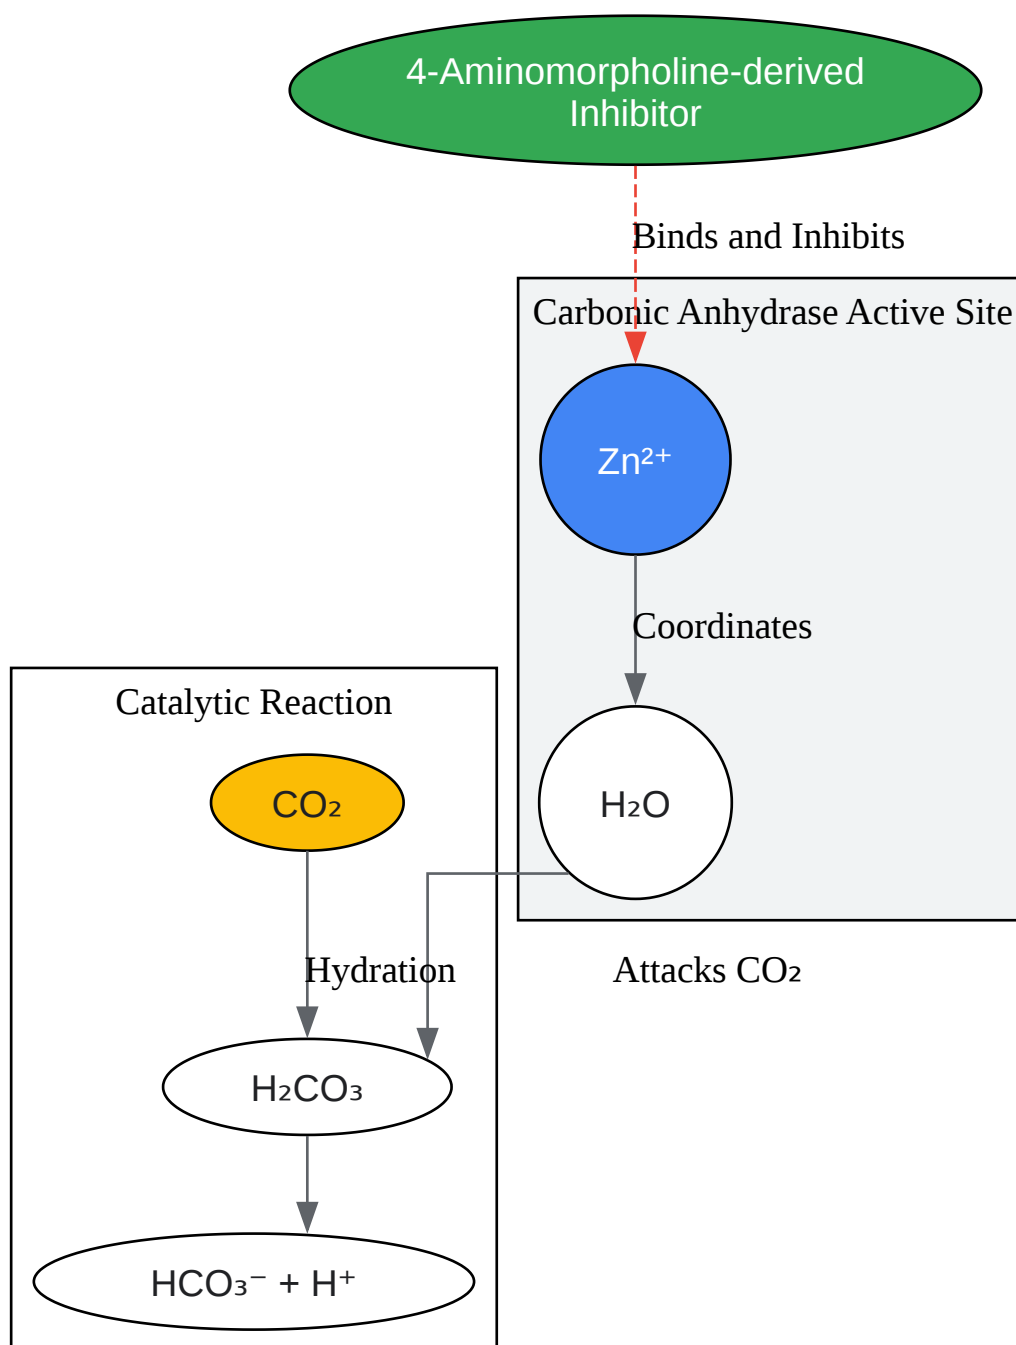 4-Aminomorpholine-derived
Inhibitor
Binds and Inhibits
Carbonic Anhydrase Active Site
Zn²⁺
Coordinates
Catalytic Reaction
CO₂
H₂O
Hydration
Attacks CO₂
H₂CO₃
HCO₃⁻ + H⁺